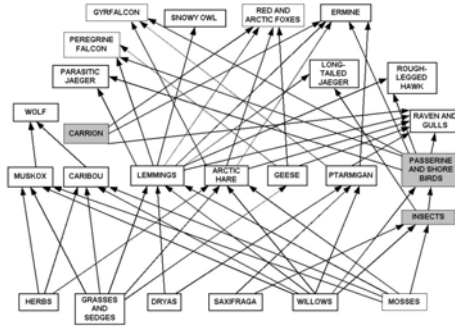 GYRFALCON
SNOWY OWL
RED AND
ARCTIC FOXES
ERMINE
PEREGRINE
FALCON
PARASITIC
JAEGER
LONG-
TAILED
JAEGER
ROUGH-
LEGGED
HAWK
WOLF
CARRION
RAVEN AND
GULLS
MUSKOX
CARIBOU
LEMMINGS
ARCTIC
HARE
GEESE
PTARMIGAN
PASSERINE
AND SHORE
BIRDS
INSECTS
HERBS
GRASSES
AND
SEDGES
DRYAS
SAXIFRAGA
WILLOWS
MOSSES